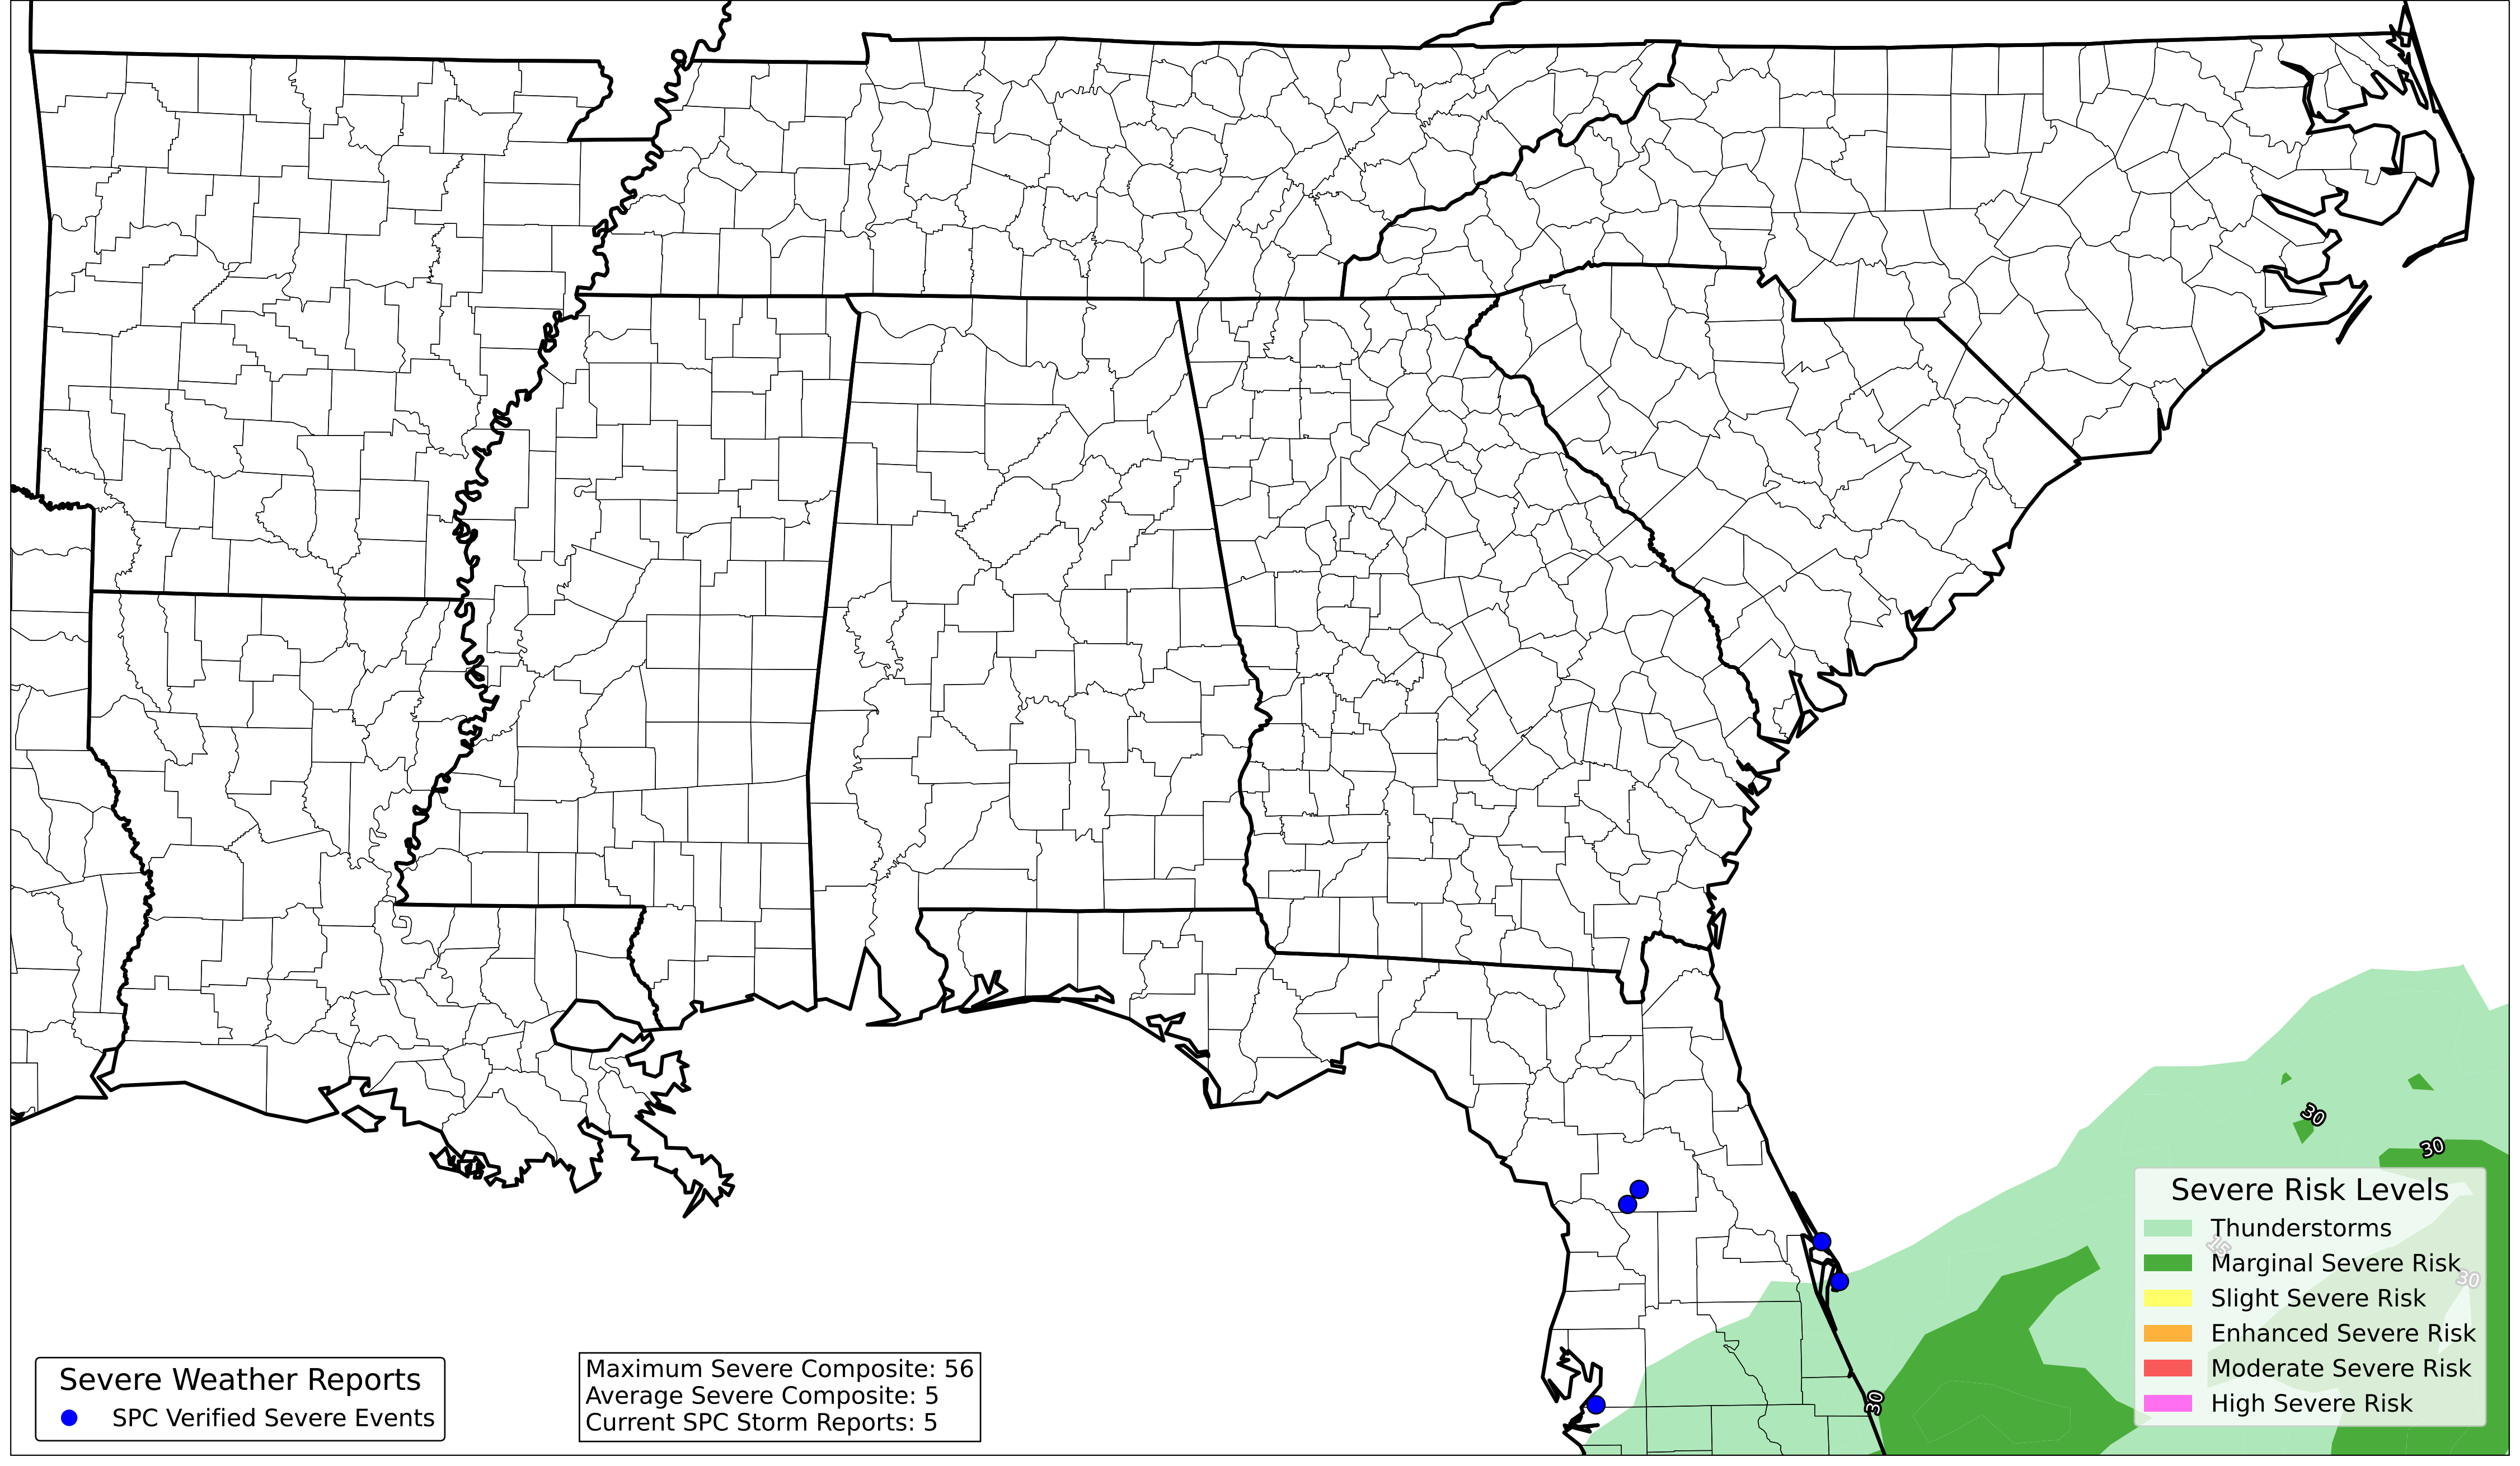 30
30
Severe Risk Levels
Thunderstorms
15
Marginal Severe Risk
30
Slight Severe Risk
Enhanced Severe Risk
Moderate Severe Risk
High Severe Risk
30
Severe Weather Reports
SPC Verified Severe Events
Maximum Severe Composite: 56
Average Severe Composite: 5
Current SPC Storm Reports: 5